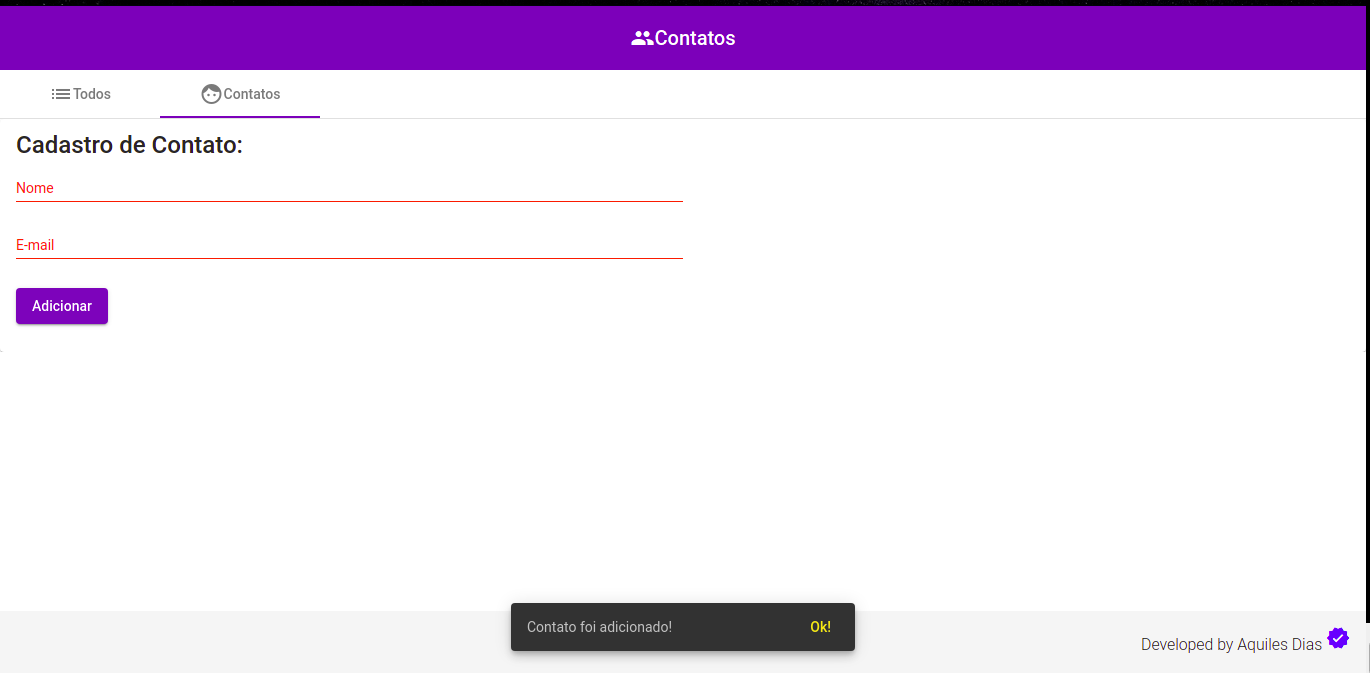 Contatos
Todos
Contatos
Cadastro de Contato:
Nome
E-mail
Adicionar
Contato foi adicionado!
Ok!
Developed by Aquiles Dias